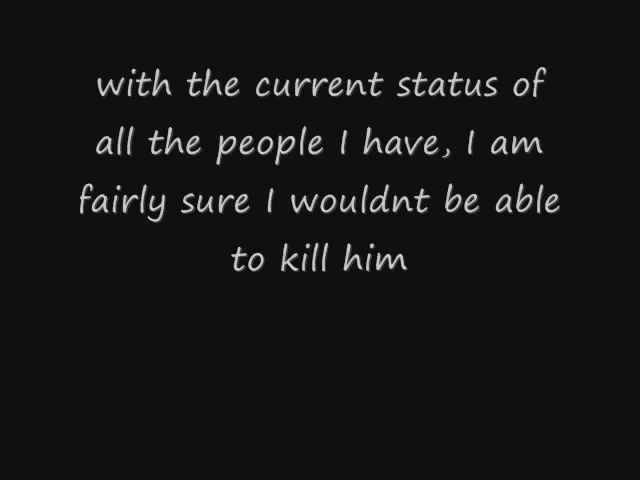 with the current status of
all the people I have, I am
fairly sure I wouldnt be able
to kill him